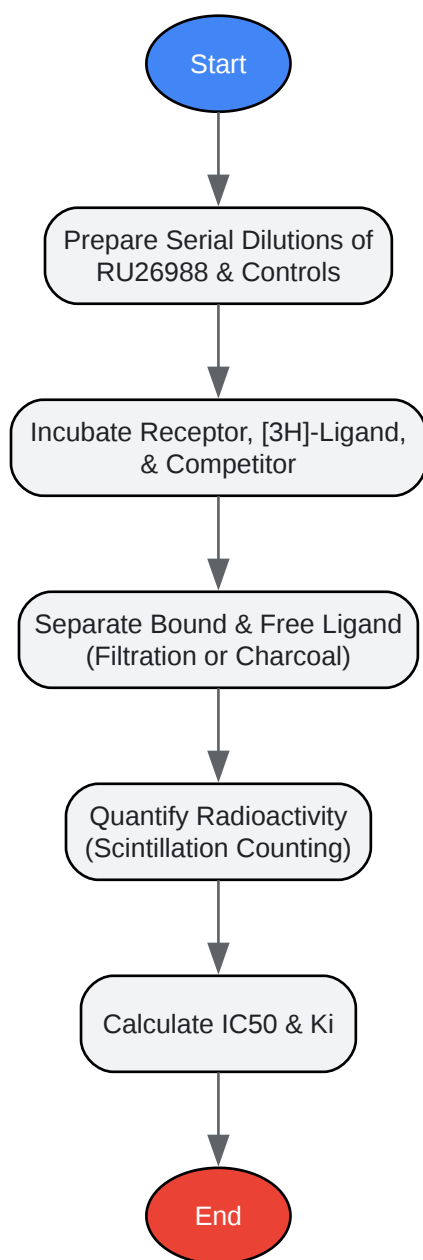 Start
Prepare Serial Dilutions of
RU26988 & Controls
Incubate Receptor, [3H]-Ligand,
& Competitor
Separate Bound & Free Ligand
(Filtration or Charcoal)
Quantify Radioactivity
(Scintillation Counting)
Calculate IC50 & Ki
End